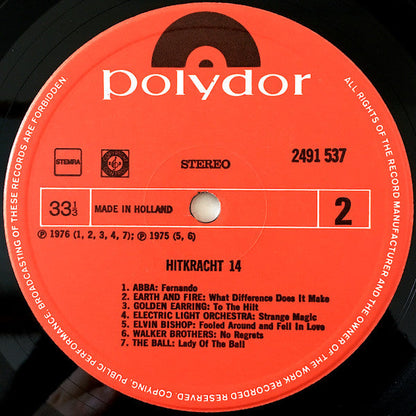 polydor
STEMRA
STEREO
2491 537
33⅓
MADE IN HOLLAND
2
℗ 1976 (1, 2, 3, 4, 7); ℗ 1975 (5, 6)
HITKRACHT 14
1. ABBA: Fernando
2. EARTH AND FIRE: What Difference Does It Make
3. GOLDEN EARRING: To The Hilt
4. ELECTRIC LIGHT ORCHESTRA: Strange Magic
5. ELVIN BISHOP: Fooled Around and Fell In Love
6. WALKER BROTHERS: No Regrets
7. THE BALL: Lady Of The Ball
ALL RIGHTS OF THE RECORD MANUFACTURER AND THE OWNER OF THE WORK RECORDED RESERVED. COPYING, PUBLIC PERFORMANCE, BROADCASTING OF THESE RECORDS ARE FORBIDDEN